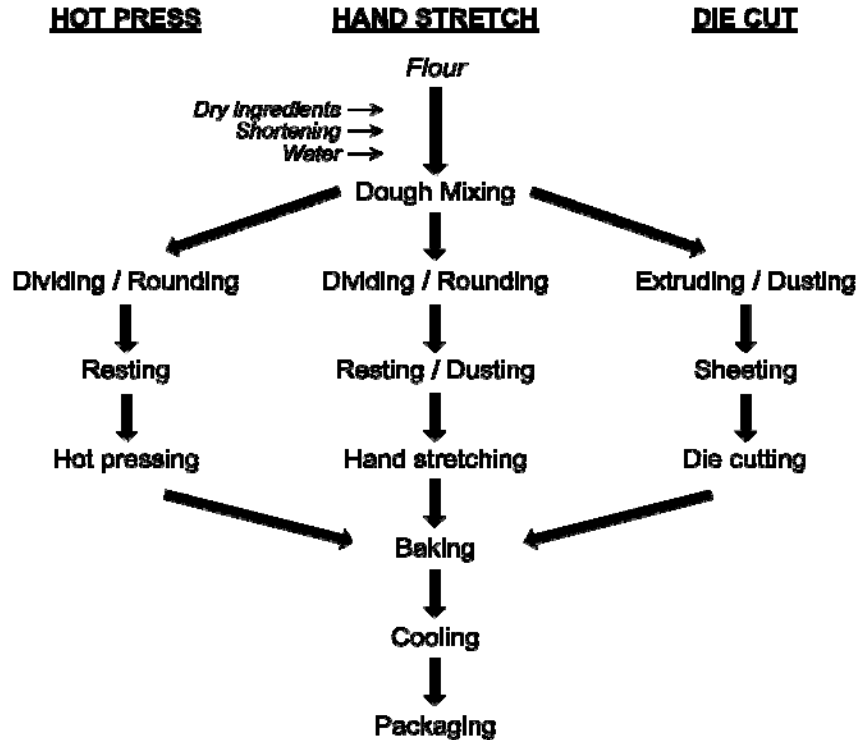 HOT PRESS HAND STRETCH DIE CUT
Flour
Dry ingredients →
Shortening →
Water →
Dough Mixing
Dividing / Rounding Dividing / Rounding Extruding / Dusting
Resting Resting / Dusting Sheeting
Hot pressing Hand stretching Die cutting
Baking
Cooling
Packaging